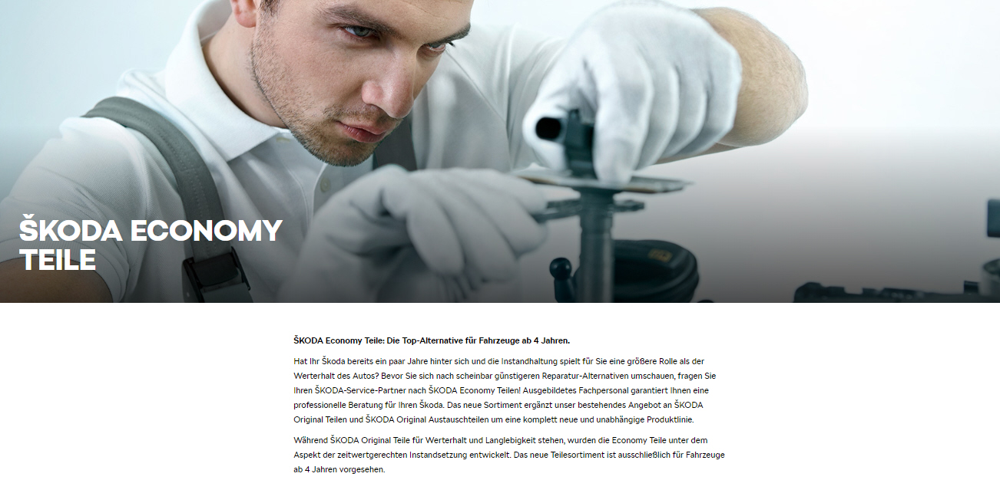 ŠKODA ECONOMY
TEILE
ŠKODA Economy Teile: Die Top-Alternative für Fahrzeuge ab 4 Jahren.
Hat Ihr Škoda bereits ein paar Jahre hinter sich und die Instandhaltung spielt für Sie eine größere Rolle als der
Werterhalt des Autos? Bevor Sie sich nach scheinbar günstigeren Reparatur-Alternativen umschauen, fragen Sie
Ihren ŠKODA-Service-Partner nach ŠKODA Economy Teilen! Ausgebildetes Fachpersonal garantiert Ihnen eine
professionelle Beratung für Ihren Škoda. Das neue Sortiment ergänzt unser bestehendes Angebot an ŠKODA
Original Teilen und ŠKODA Original Austauschteilen um eine komplett neue und unabhängige Produktlinie.
Während ŠKODA Original Teile für Werterhalt und Langlebigkeit stehen, wurden die Economy Teile unter dem
Aspekt der zeitwertgerechten Instandsetzung entwickelt. Das neue Teilesortiment ist ausschließlich für Fahrzeuge
ab 4 Jahren vorgesehen.